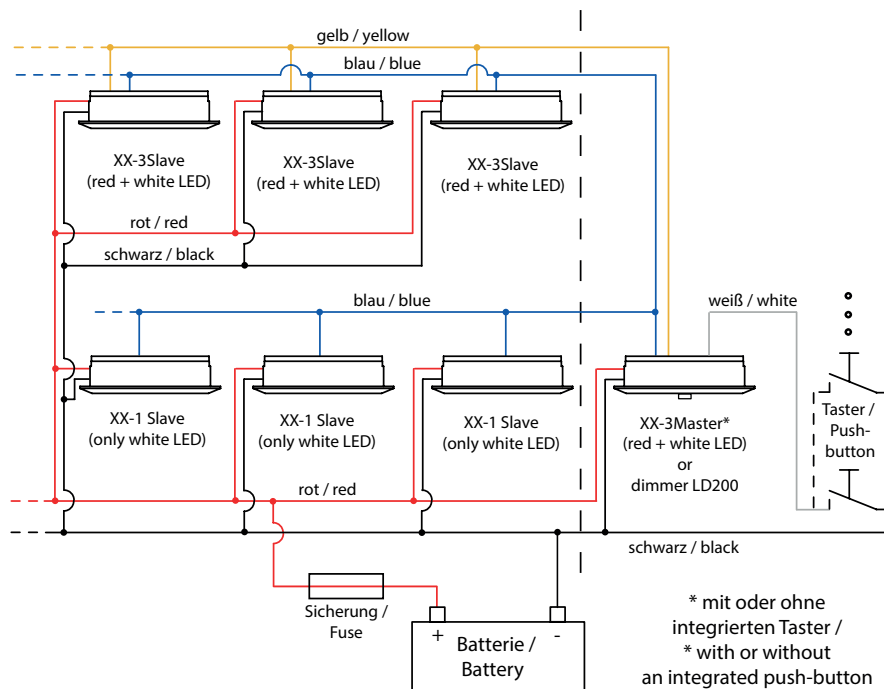 gelb / yellow
blau / blue
XX-3Slave
(red + white LED)
XX-3Slave
(red + white LED)
XX-3Slave
(red + white LED)
rot / red
schwarz / black
blau / blue
weiß / white
XX-1 Slave
(only white LED)
XX-1 Slave
(only white LED)
XX-1 Slave
(only white LED)
XX-3Master*
(red + white LED)
or
dimmer LD200
Taster /
Push-
button
rot / red
schwarz / black
Sicherung /
Fuse
+
-
Batterie /
Battery
* mit oder ohne
integrierten Taster /
* with or without
an integrated push-button